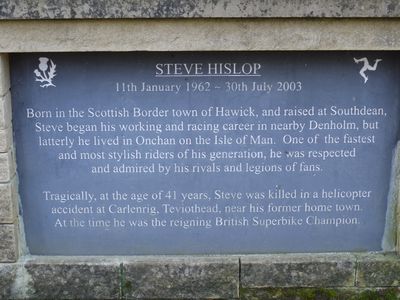 STEVE HISLOP
11th January 1962 ~ 30th July 2003
Born in the Scottish Border town of Hawick, and raised at Southdean,
Steve began his working and racing career in nearby Denholm, but
latterly he lived in Onchan on the Isle of Man. One of the fastest
and most stylish riders of his generation, he was respected
and admired by his rivals and legions of fans.
Tragically, at the age of 41 years, Steve was killed in a helicopter
accident at Carlenrig, Teviothead, near his former home town.
At the time he was the reigning British Superbike Champion.